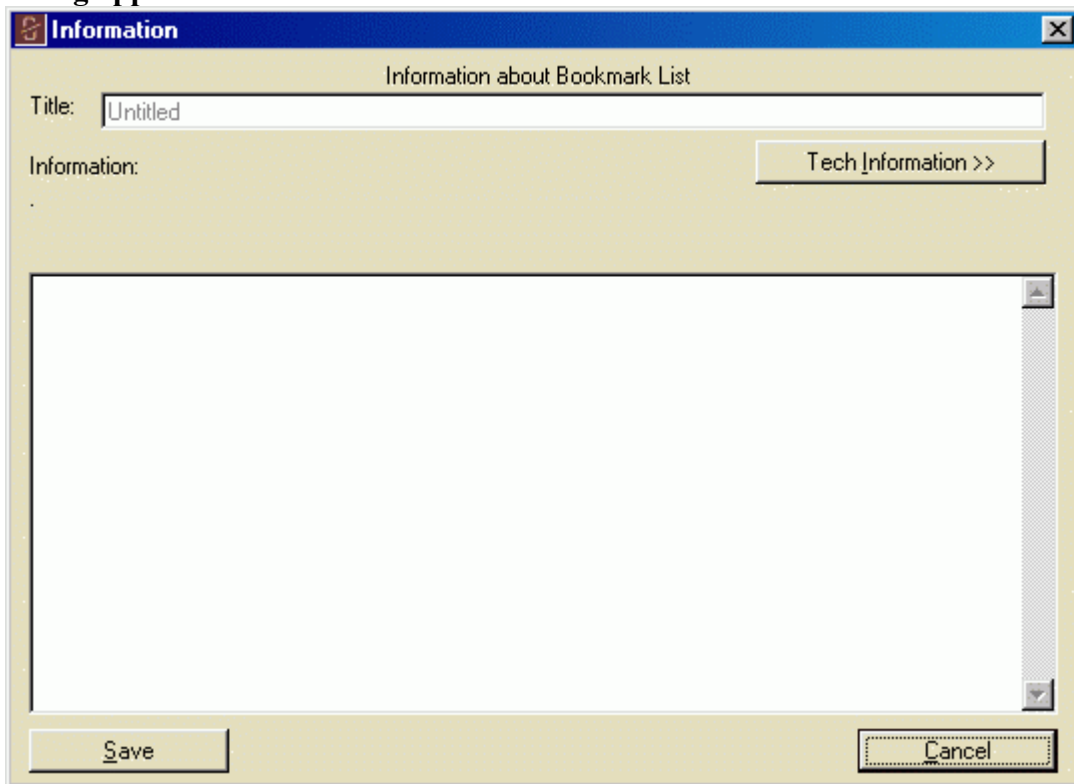 Information
Information about Bookmark List
Title: Untitled
Information:
Tech Information >>
.
Save
Cancel